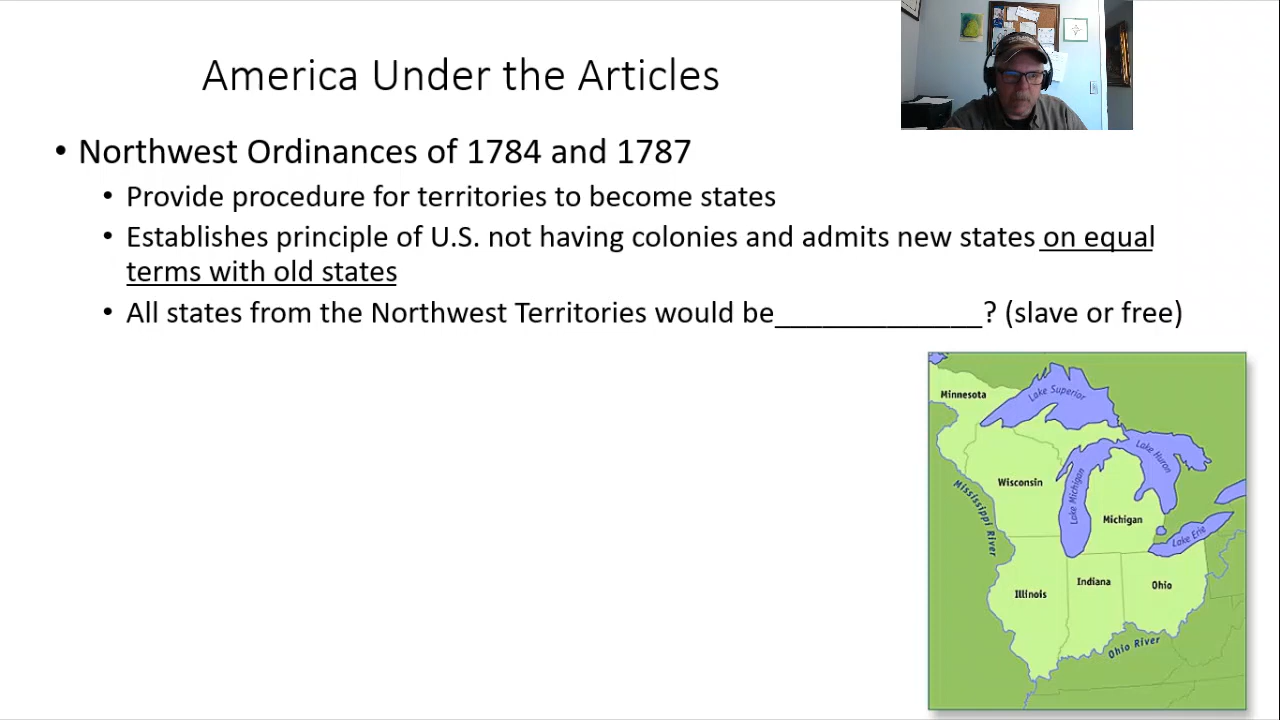 America Under the Articles
• Northwest Ordinances of 1784 and 1787
• Provide procedure for territories to become states
• Establishes principle of U.S. not having colonies and admits new states on equal
terms with old states
• All states from the Northwest Territories would be_____________? (slave or free)
Minnesota
Lake Superior
Lake Huron
Wisconsin
Lake Michigan
Mississippi River
Michigan
Lake Erie
Indiana
Ohio
Illinois
Ohio River